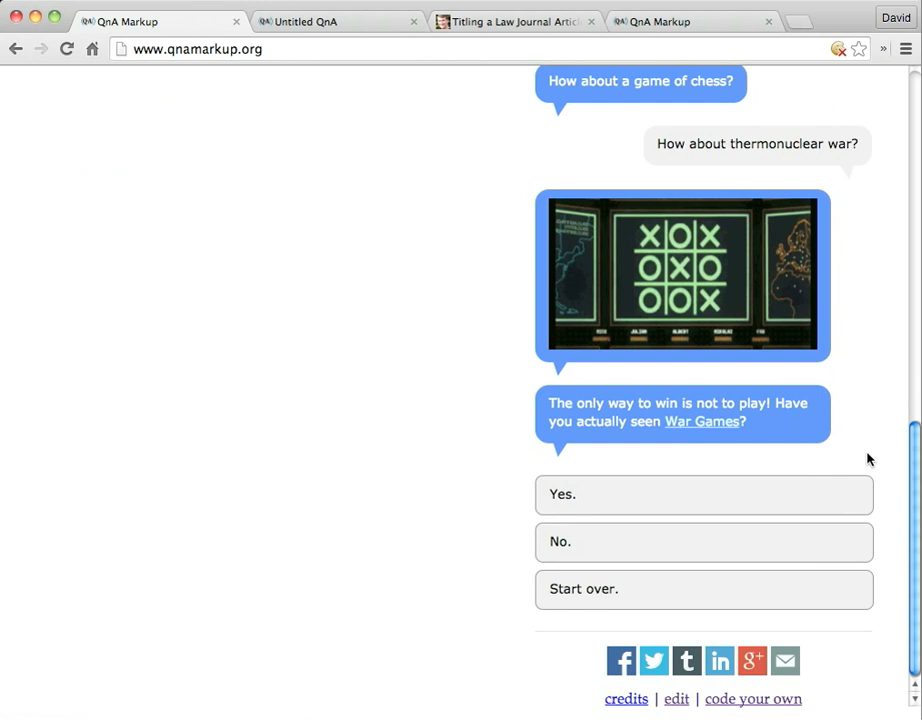 QnA Markup
Untitled QnA
Titling a Law Journal Artic
QnA Markup
David
www.qnamarkup.org
How about a game of chess?
How about thermonuclear war?
X O X
O X O
O O X
The only way to win is not to play! Have
you actually seen War Games?
Yes.
No.
Start over.
credits | edit | code your own